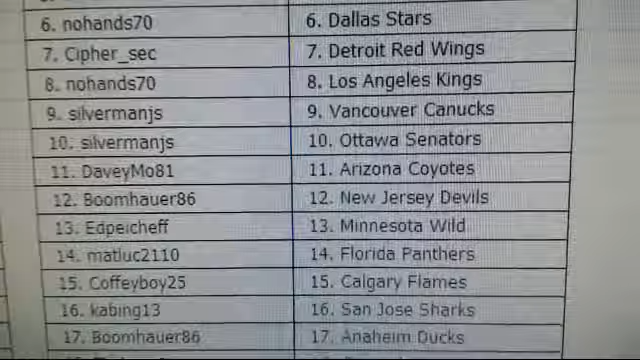 6. nohands70 6. Dallas Stars
7. Cipher_sec 7. Detroit Red Wings
8. nohands70 8. Los Angeles Kings
9. silvermanjs 9. Vancouver Canucks
10. silvermanjs 10. Ottawa Senators
11. DaveyMo81 11. Arizona Coyotes
12. Boomhauer86 12. New Jersey Devils
13. Edpeicheff 13. Minnesota Wild
14. matluc2110 14. Florida Panthers
15. Coffeyboy25 15. Calgary Flames
16. kabing13 16. San Jose Sharks
17. Boomhauer86 17. Anaheim Ducks